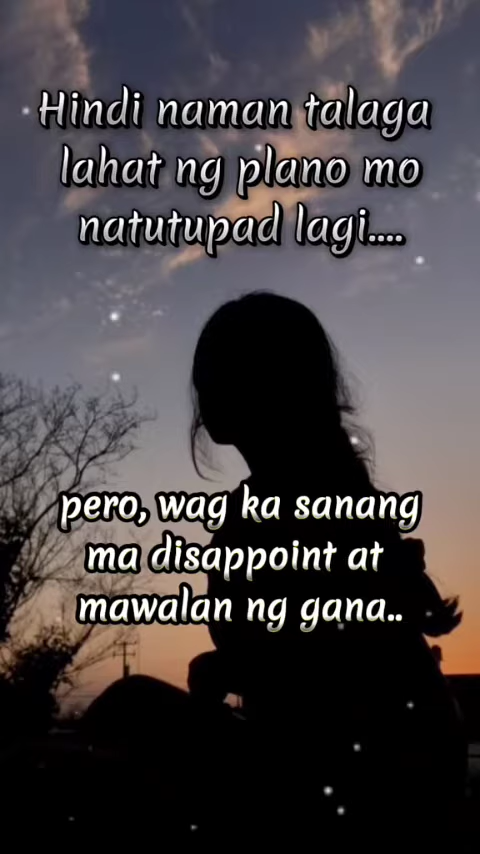 Hindi naman talaga
lahat ng plano mo
natutupad lagi....
pero, wag ka sanang
ma disappoint at
mawalan ng gana..